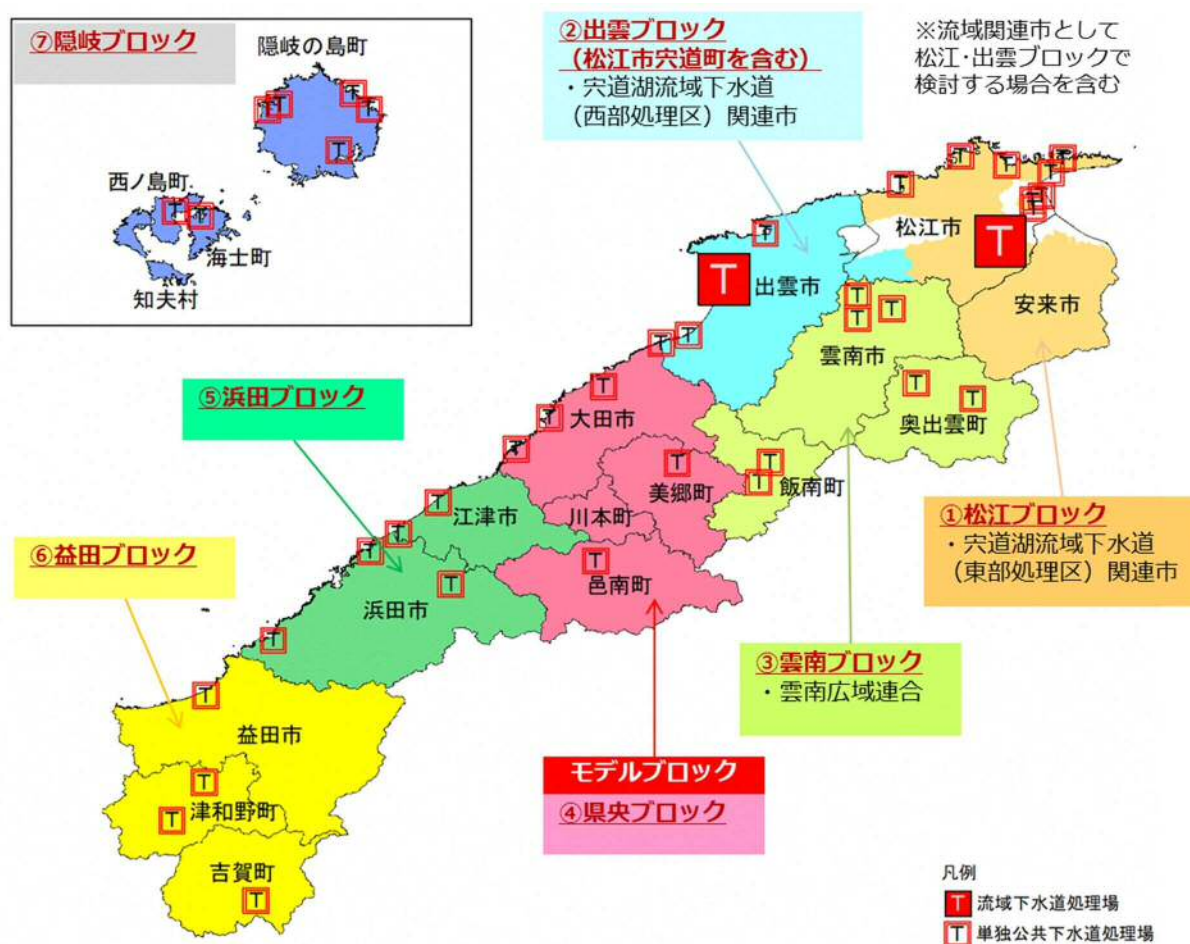 ⑦隠岐ブロック
隠岐の島町
西ノ島町
海士町
知夫村
②出雲ブロック
(松江市宍道町を含む)
・宍道湖流域下水道
(西部処理区)関連市
※流域関連市として
松江・出雲ブロックで
検討する場合を含む
松江市
T
T
出雲市
安来市
雲南市
奥出雲町
飯南町
⑤浜田ブロック
大田市
美郷町
川本町
邑南町
江津市
浜田市
①松江ブロック
・宍道湖流域下水道
(東部処理区)関連市
⑥益田ブロック
③雲南ブロック
・雲南広域連合
益田市
津和野町
吉賀町
モデルブロック
④県央ブロック
凡例
T 流域下水道処理場
T 単独公共下水道処理場